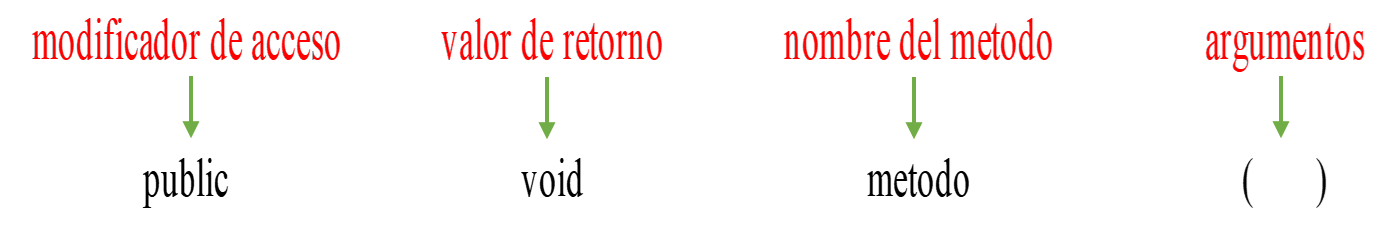 modificador de acceso valor de retorno nombre del metodo argumentos
public void metodo ( )